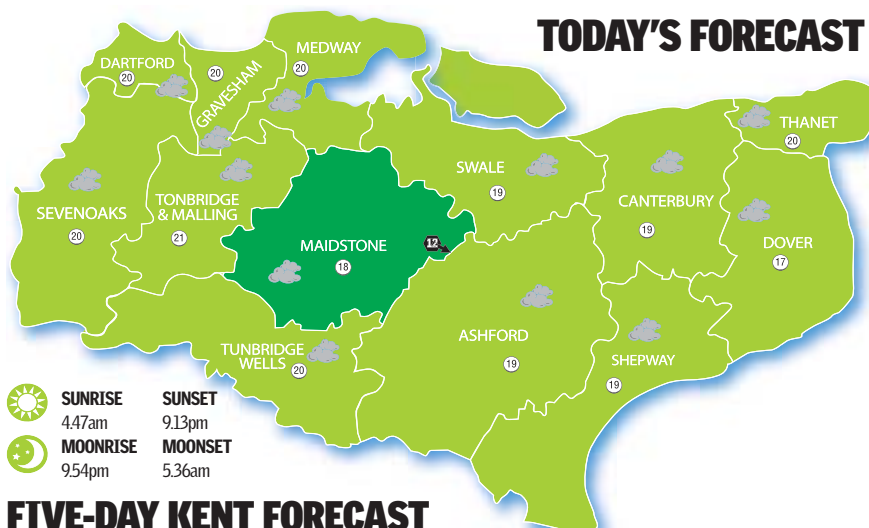 TODAY'S FORECAST
DARTFORD
20
20
GRAVESHAM
MEDWAY
20
THANET
20
SWALE
19
CANTERBURY
19
SEVENOAKS
20
TONBRIDGE
& MALLING
21
MAIDSTONE
18
12
DOVER
17
TUNBRIDGE
WELLS
20
ASHFORD
19
SHEPWAY
19
SUNRISE SUNSET
4.47am 9.13pm
MOONRISE MOONSET
9.54pm 5.36am
FIVE-DAY KENT FORECAST